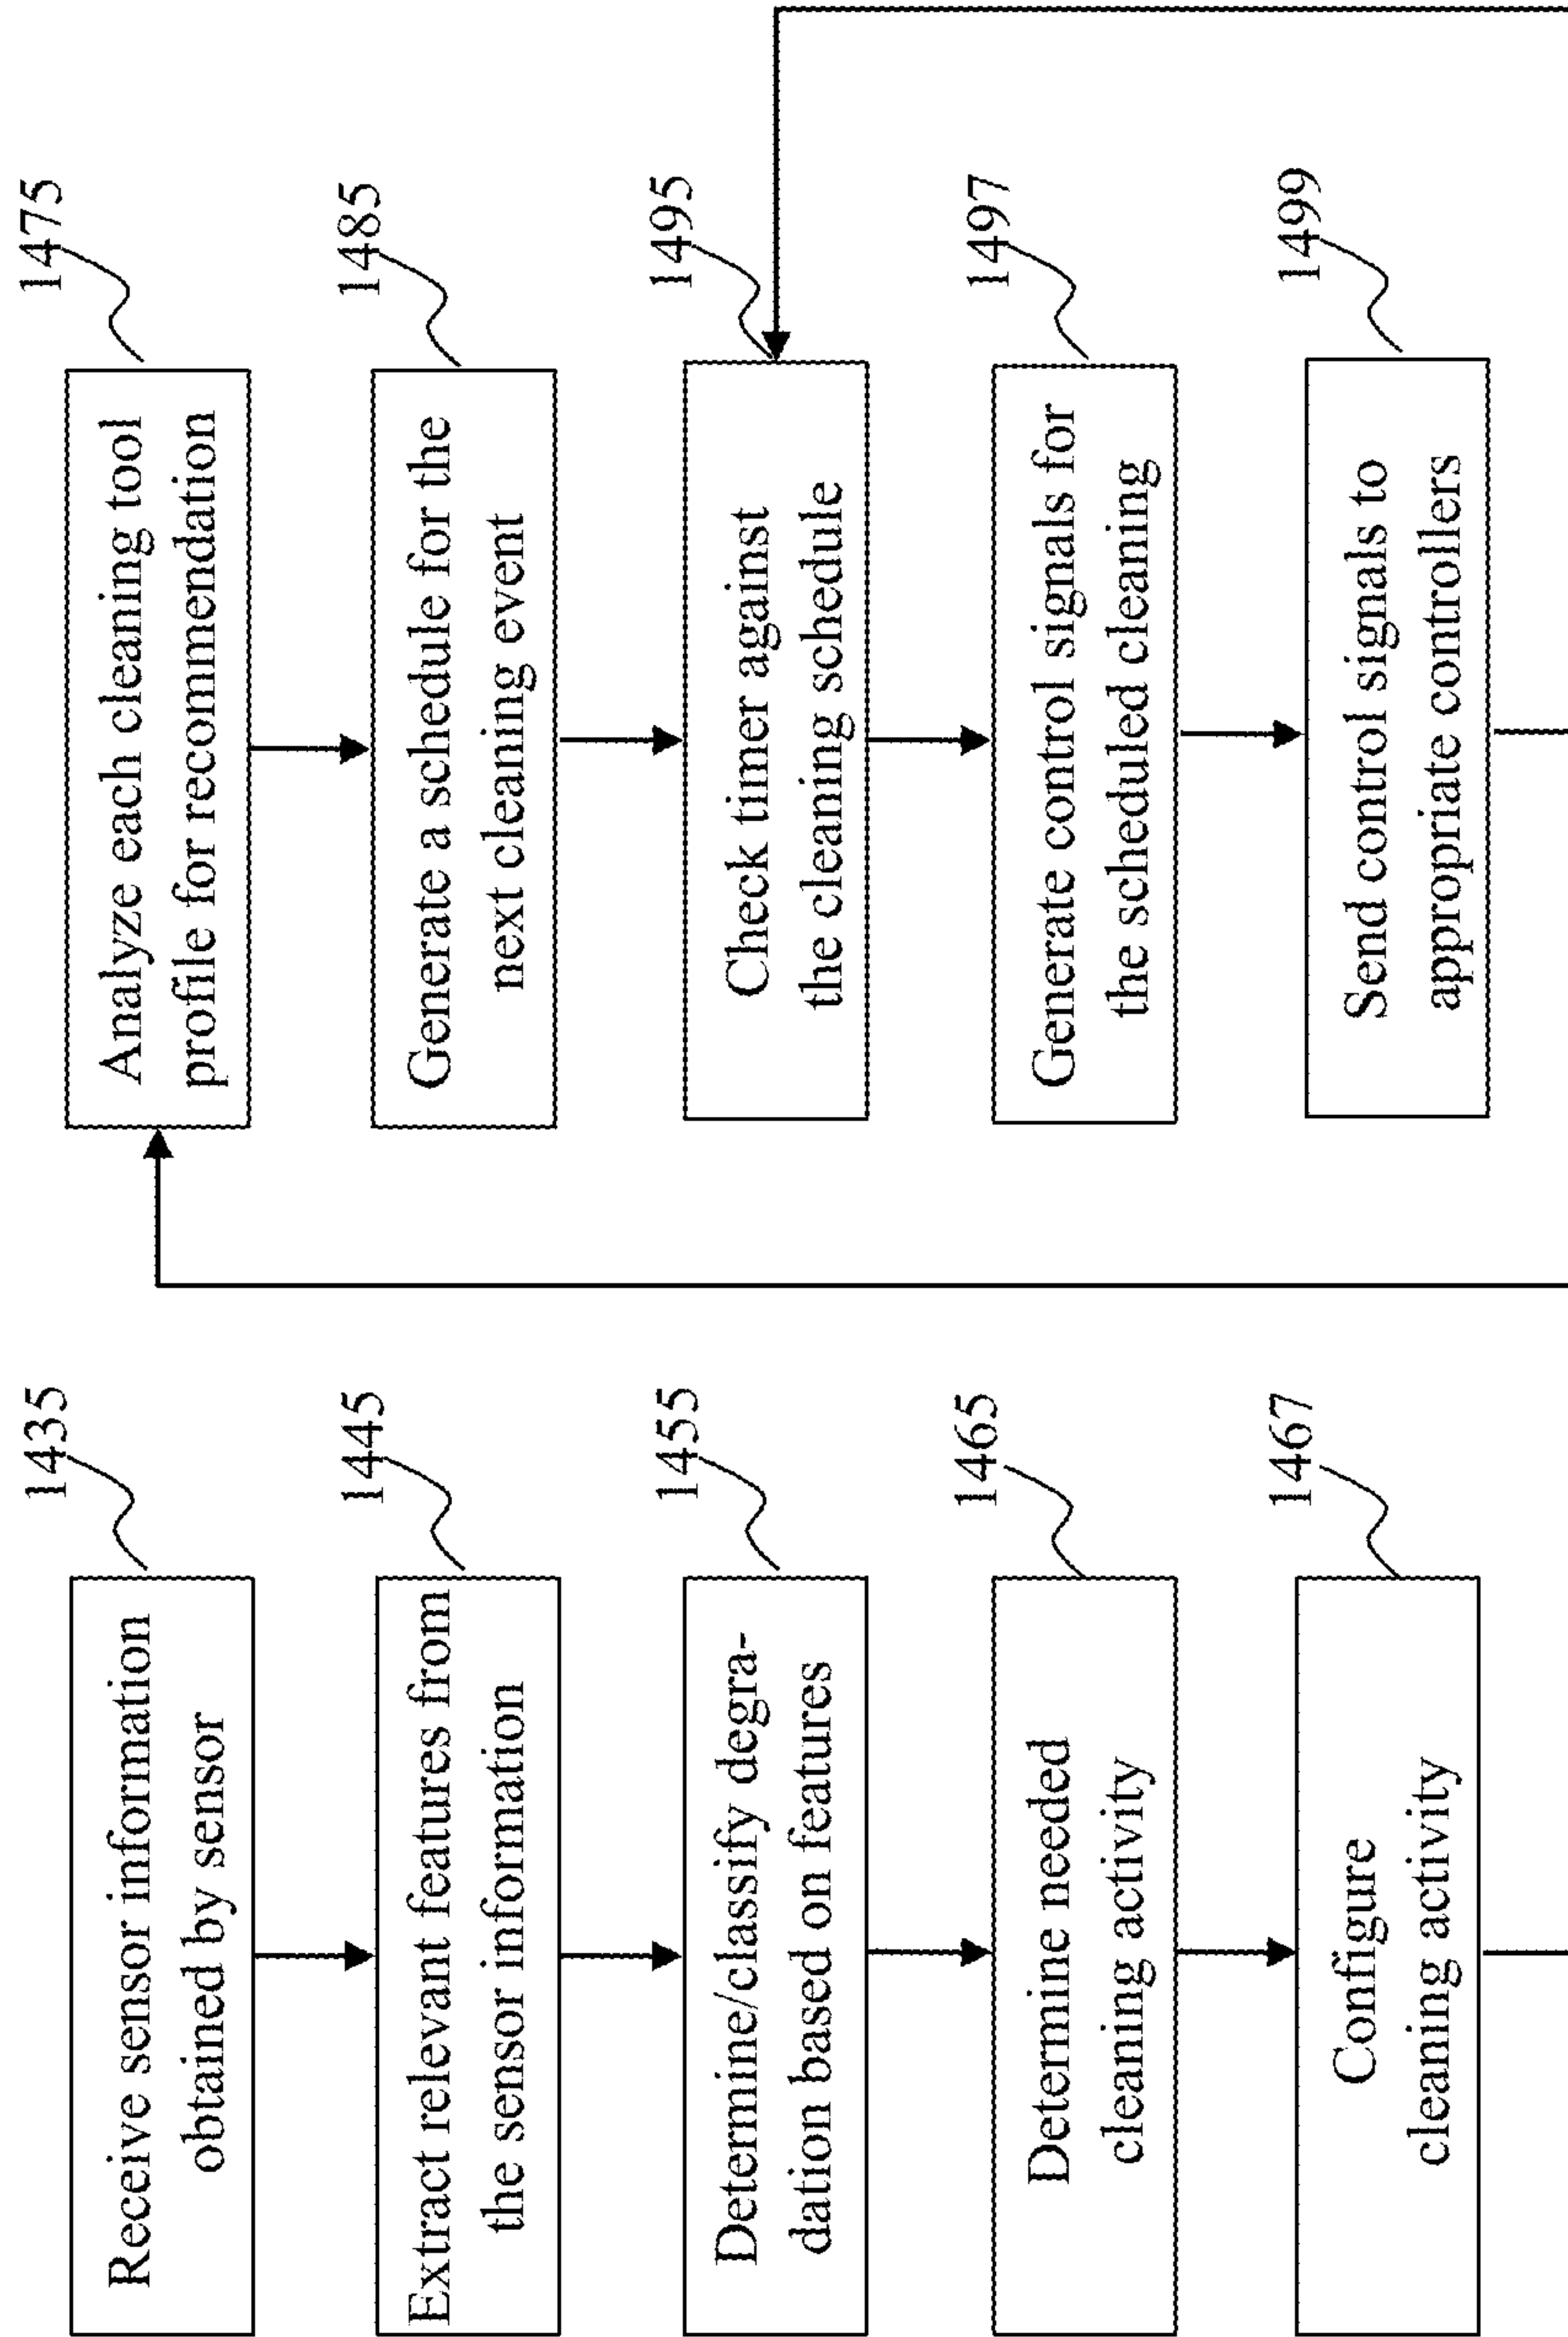 1435
Receive sensor information
obtained by sensor
1445
Extract relevant features from
the sensor information
1455
Determine/classify degra-
dation based on features
1465
Determine needed
cleaning activity
1467
Configure
cleaning activity
1475
Analyze each cleaning tool
profile for recommendation
1485
Generate a schedule for the
next cleaning event
1495
Check timer against
the cleaning schedule
1497
Generate control signals for
the scheduled cleaning
1499
Send control signals to
appropriate controllers